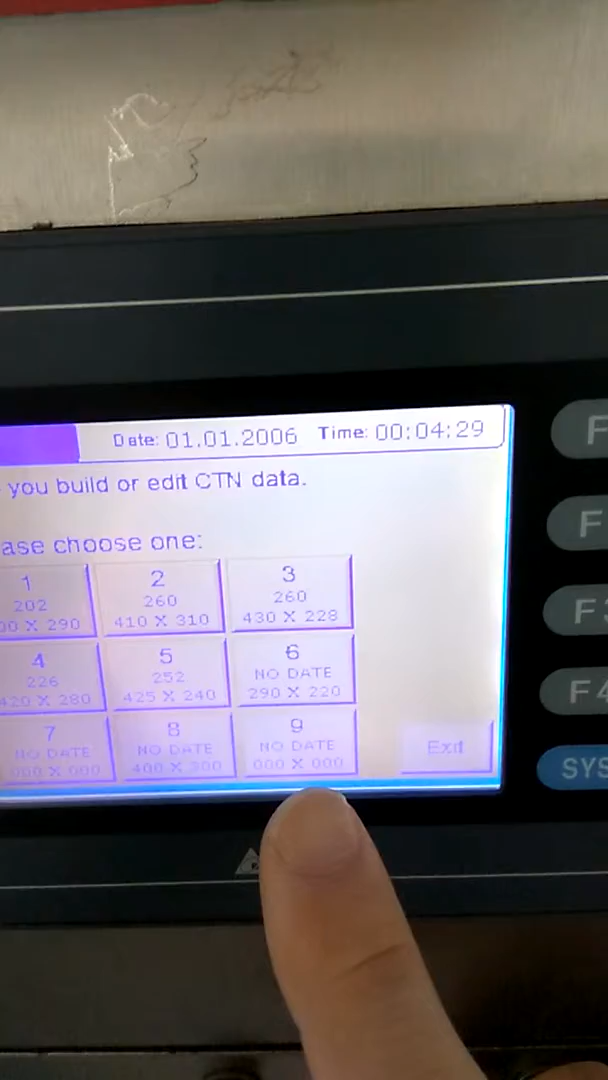 Date: 01.01.2006 Time: 00:04:29
you build or edit CTN data.
ase choose one:
1
202
00 X 290
2
260
410 X 310
3
260
430 X 228
4
226
420 X 280
5
252
425 X 240
6
NO DATE
290 X 220
7
NO DATE
000 X 000
8
NO DATE
400 X 300
9
NO DATE
000 X 000
Exit
F
F
F3
F4
SYS